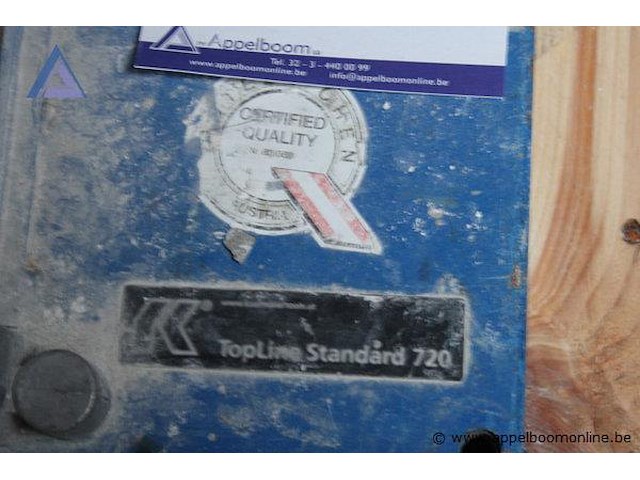 Appelboom
Tel. 32 - 3 - 440 00 99
www.appelboomonline.be info@appelboomonline.be
CERTIFIED
QUALITY
AUSTRIA
TopLine Standard 720
© www.appelboomonline.be